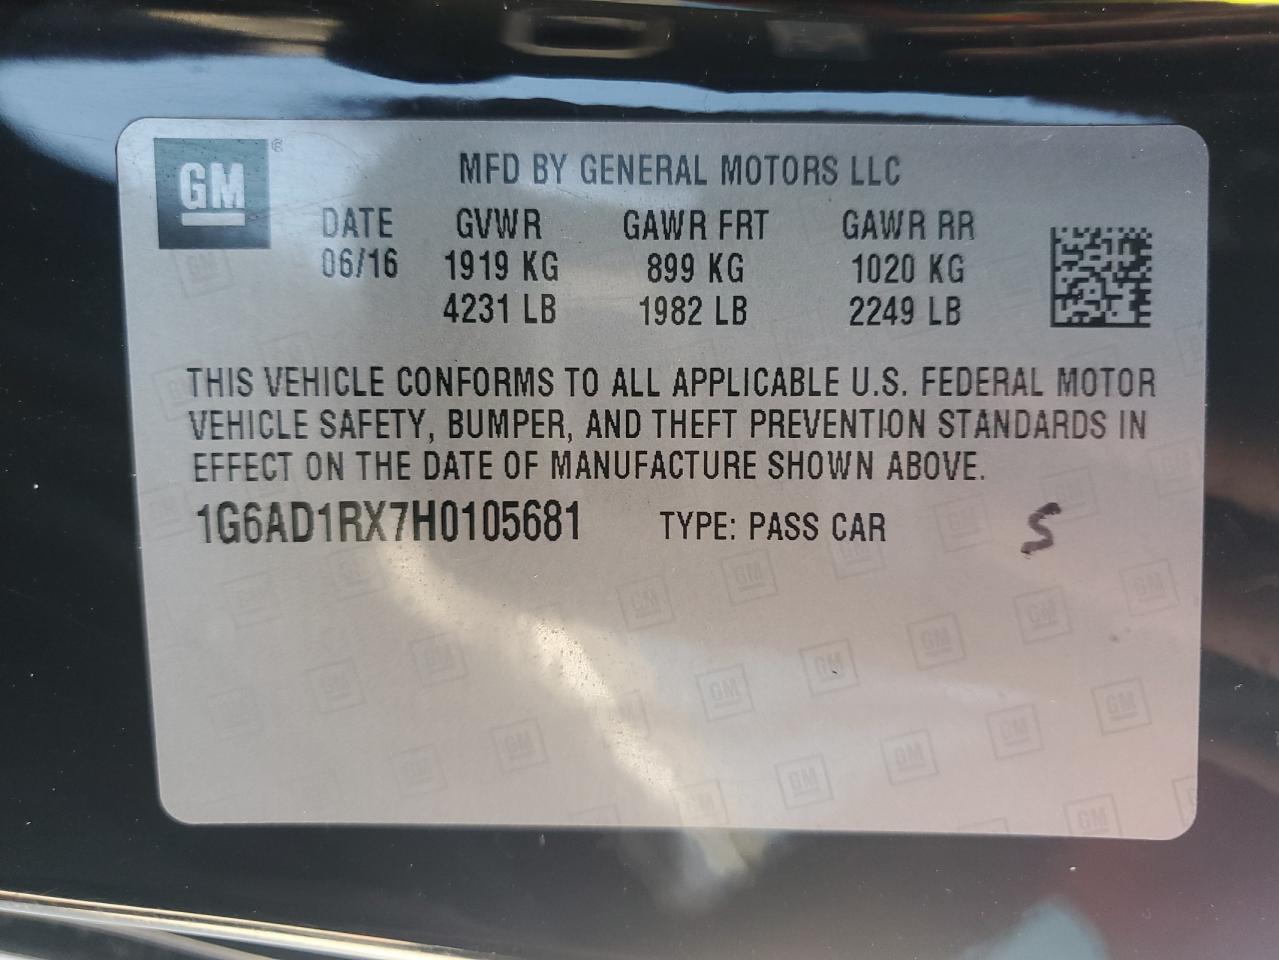 GM®
MFD BY GENERAL MOTORS LLC
DATE GVWR GAWR FRT GAWR RR
06/16 1919 KG 899 KG 1020 KG
4231 LB 1982 LB 2249 LB
THIS VEHICLE CONFORMS TO ALL APPLICABLE U.S. FEDERAL MOTOR
VEHICLE SAFETY, BUMPER, AND THEFT PREVENTION STANDARDS IN
EFFECT ON THE DATE OF MANUFACTURE SHOWN ABOVE.
1G6AD1RX7H0105681 TYPE: PASS CAR S